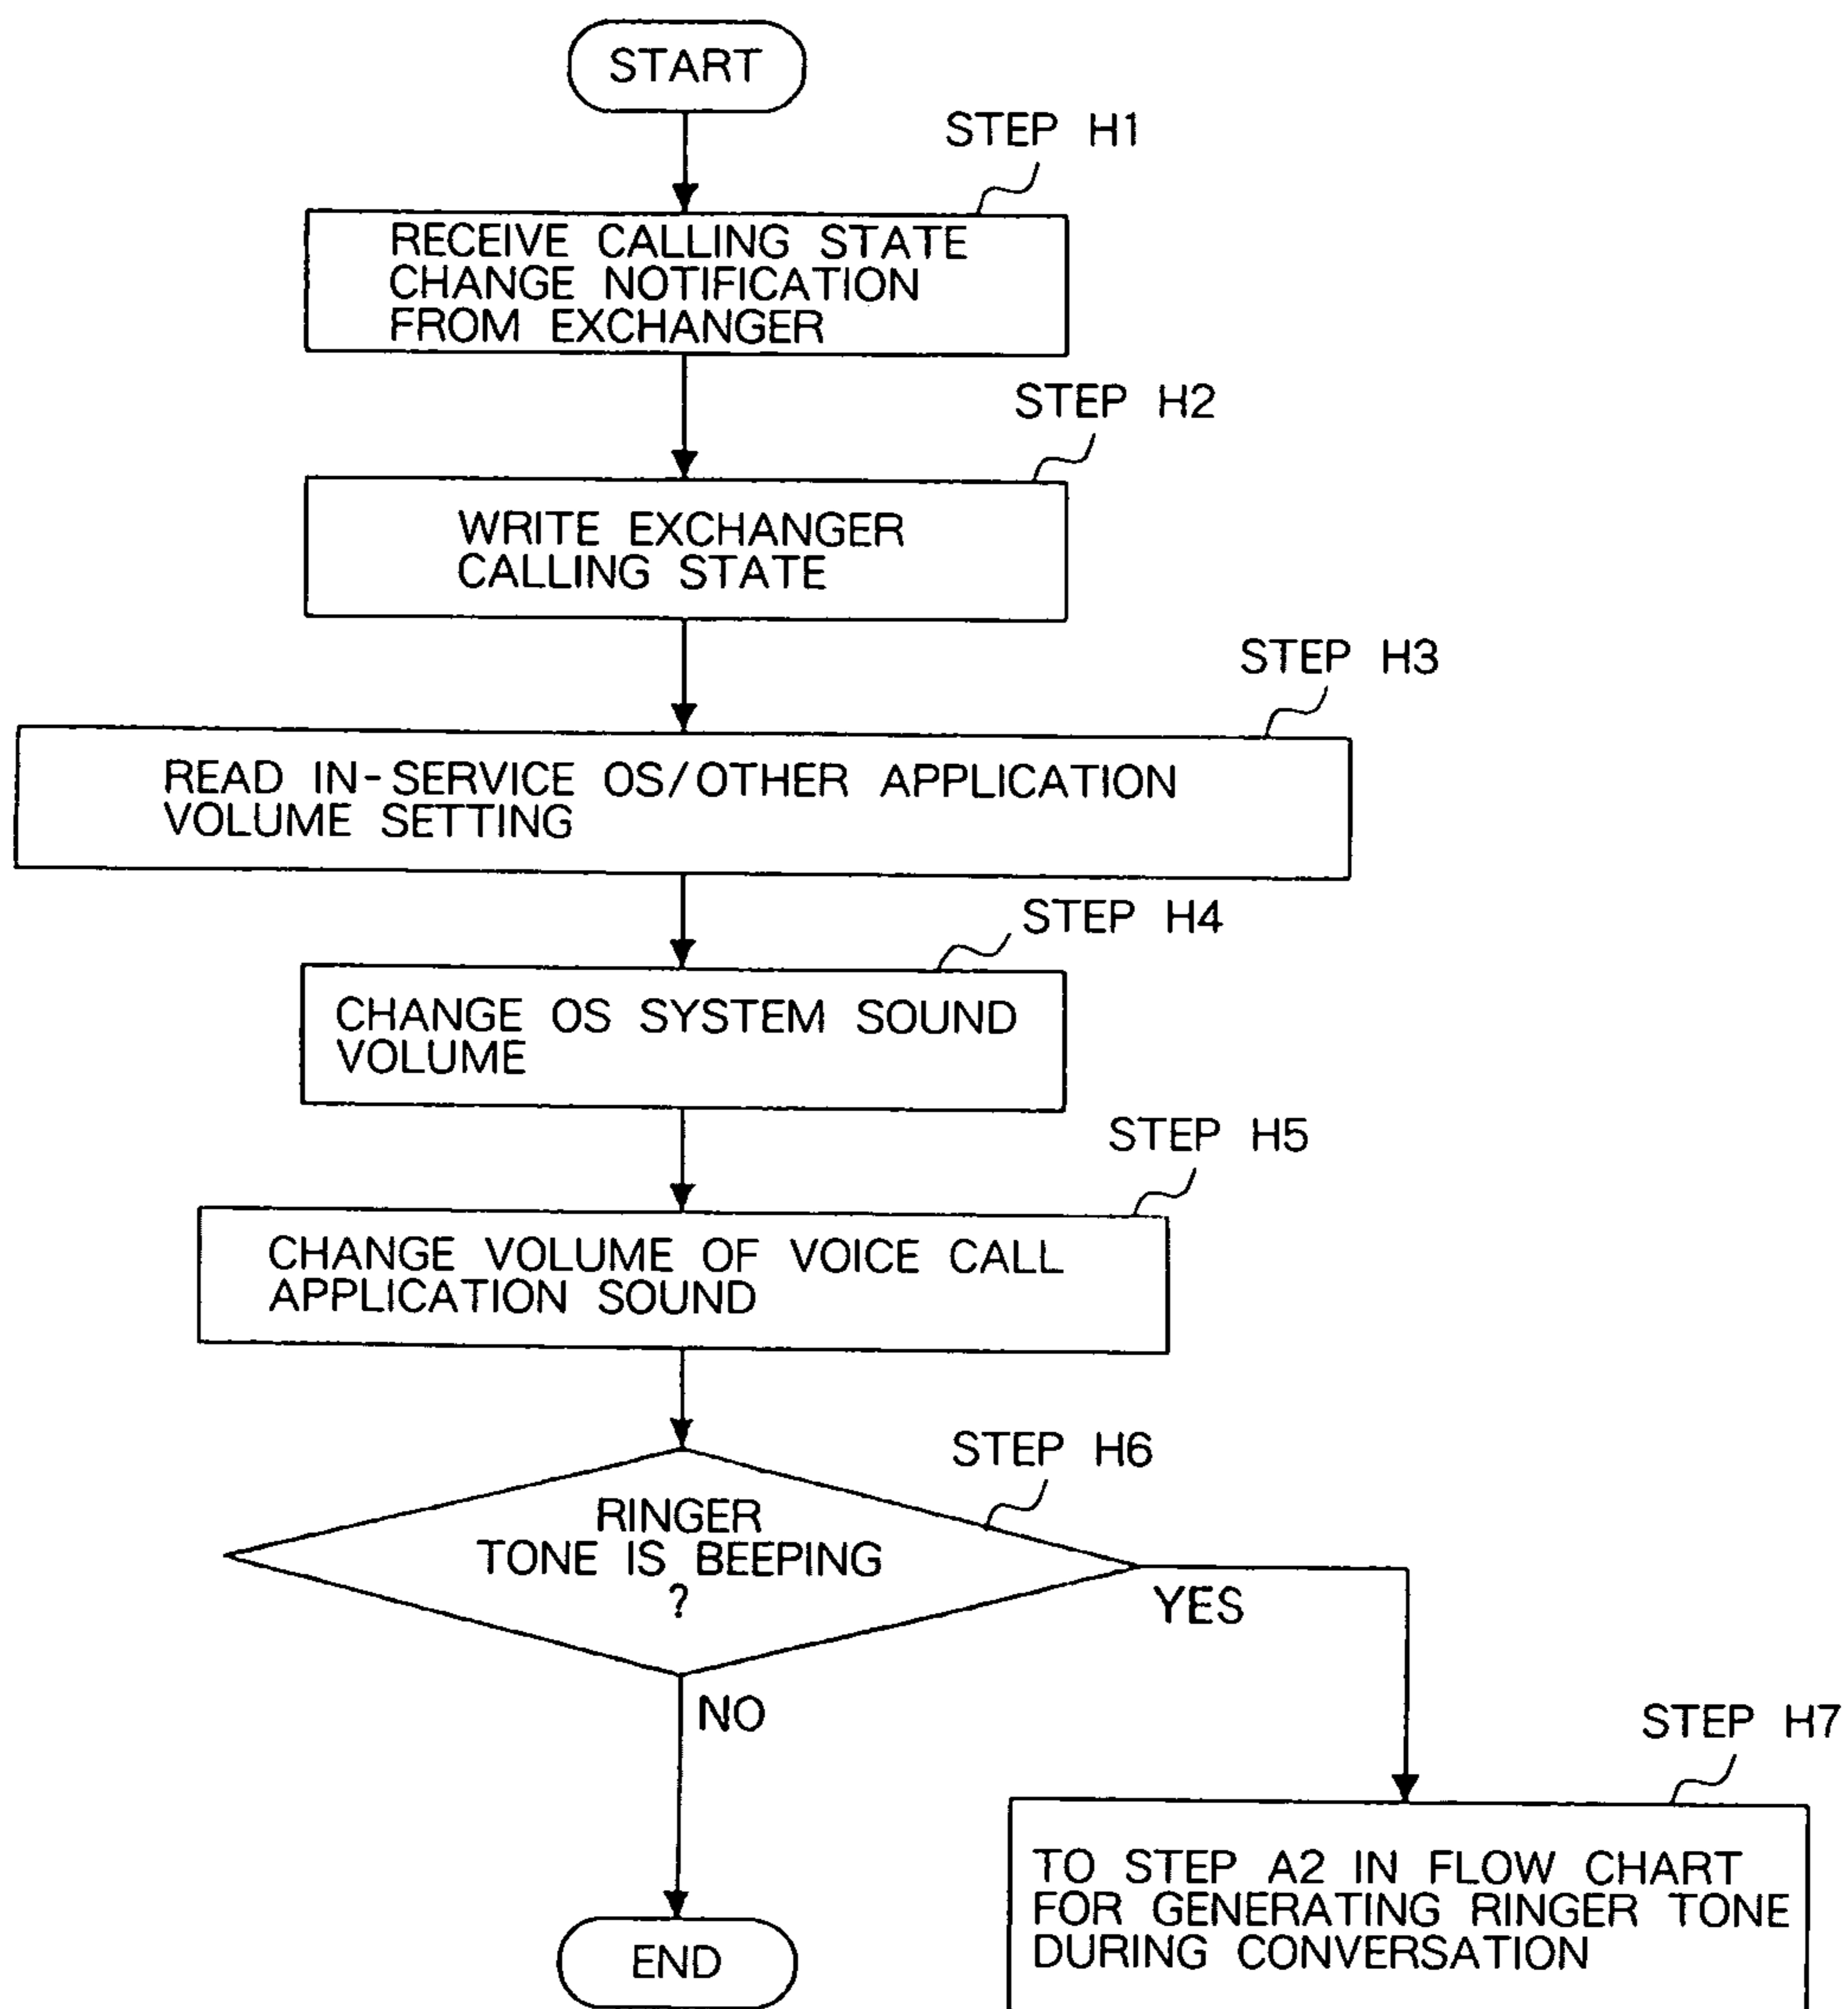 START
STEP H1
RECEIVE CALLING STATE
CHANGE NOTIFICATION
FROM EXCHANGER
STEP H2
WRITE EXCHANGER
CALLING STATE
STEP H3
READ IN-SERVICE OS/OTHER APPLICATION
VOLUME SETTING
STEP H4
CHANGE OS SYSTEM SOUND
VOLUME
STEP H5
CHANGE VOLUME OF VOICE CALL
APPLICATION SOUND
STEP H6
RINGER
TONE IS BEEPING
?
YES
NO
STEP H7
TO STEP A2 IN FLOW CHART
FOR GENERATING RINGER TONE
DURING CONVERSATION
END